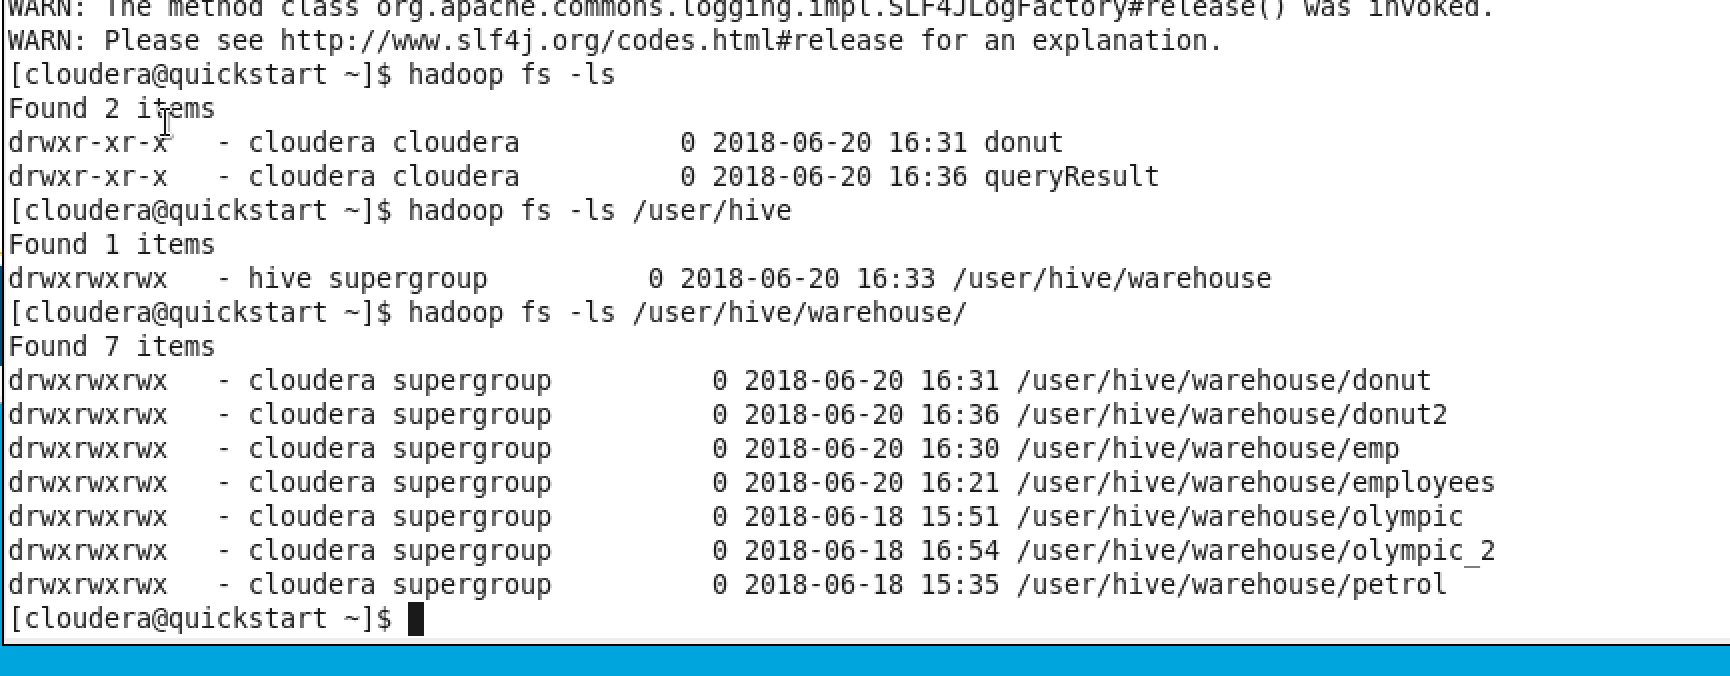 WARN: The method class org.apache.commons.logging.impl.SLF4JLogFactory#release() was invoked.
WARN: Please see http://www.slf4j.org/codes.html#release for an explanation.
[cloudera@quickstart ~]$ hadoop fs -ls
Found 2 items
drwxr-xr-x   - cloudera cloudera          0 2018-06-20 16:31 donut
drwxr-xr-x   - cloudera cloudera          0 2018-06-20 16:36 queryResult
[cloudera@quickstart ~]$ hadoop fs -ls /user/hive
Found 1 items
drwxrwxrwx   - hive supergroup          0 2018-06-20 16:33 /user/hive/warehouse
[cloudera@quickstart ~]$ hadoop fs -ls /user/hive/warehouse/
Found 7 items
drwxrwxrwx   - cloudera supergroup          0 2018-06-20 16:31 /user/hive/warehouse/donut
drwxrwxrwx   - cloudera supergroup          0 2018-06-20 16:36 /user/hive/warehouse/donut2
drwxrwxrwx   - cloudera supergroup          0 2018-06-20 16:30 /user/hive/warehouse/emp
drwxrwxrwx   - cloudera supergroup          0 2018-06-20 16:21 /user/hive/warehouse/employees
drwxrwxrwx   - cloudera supergroup          0 2018-06-18 15:51 /user/hive/warehouse/olympic
drwxrwxrwx   - cloudera supergroup          0 2018-06-18 16:54 /user/hive/warehouse/olympic_2
drwxrwxrwx   - cloudera supergroup          0 2018-06-18 15:35 /user/hive/warehouse/petrol
[cloudera@quickstart ~]$